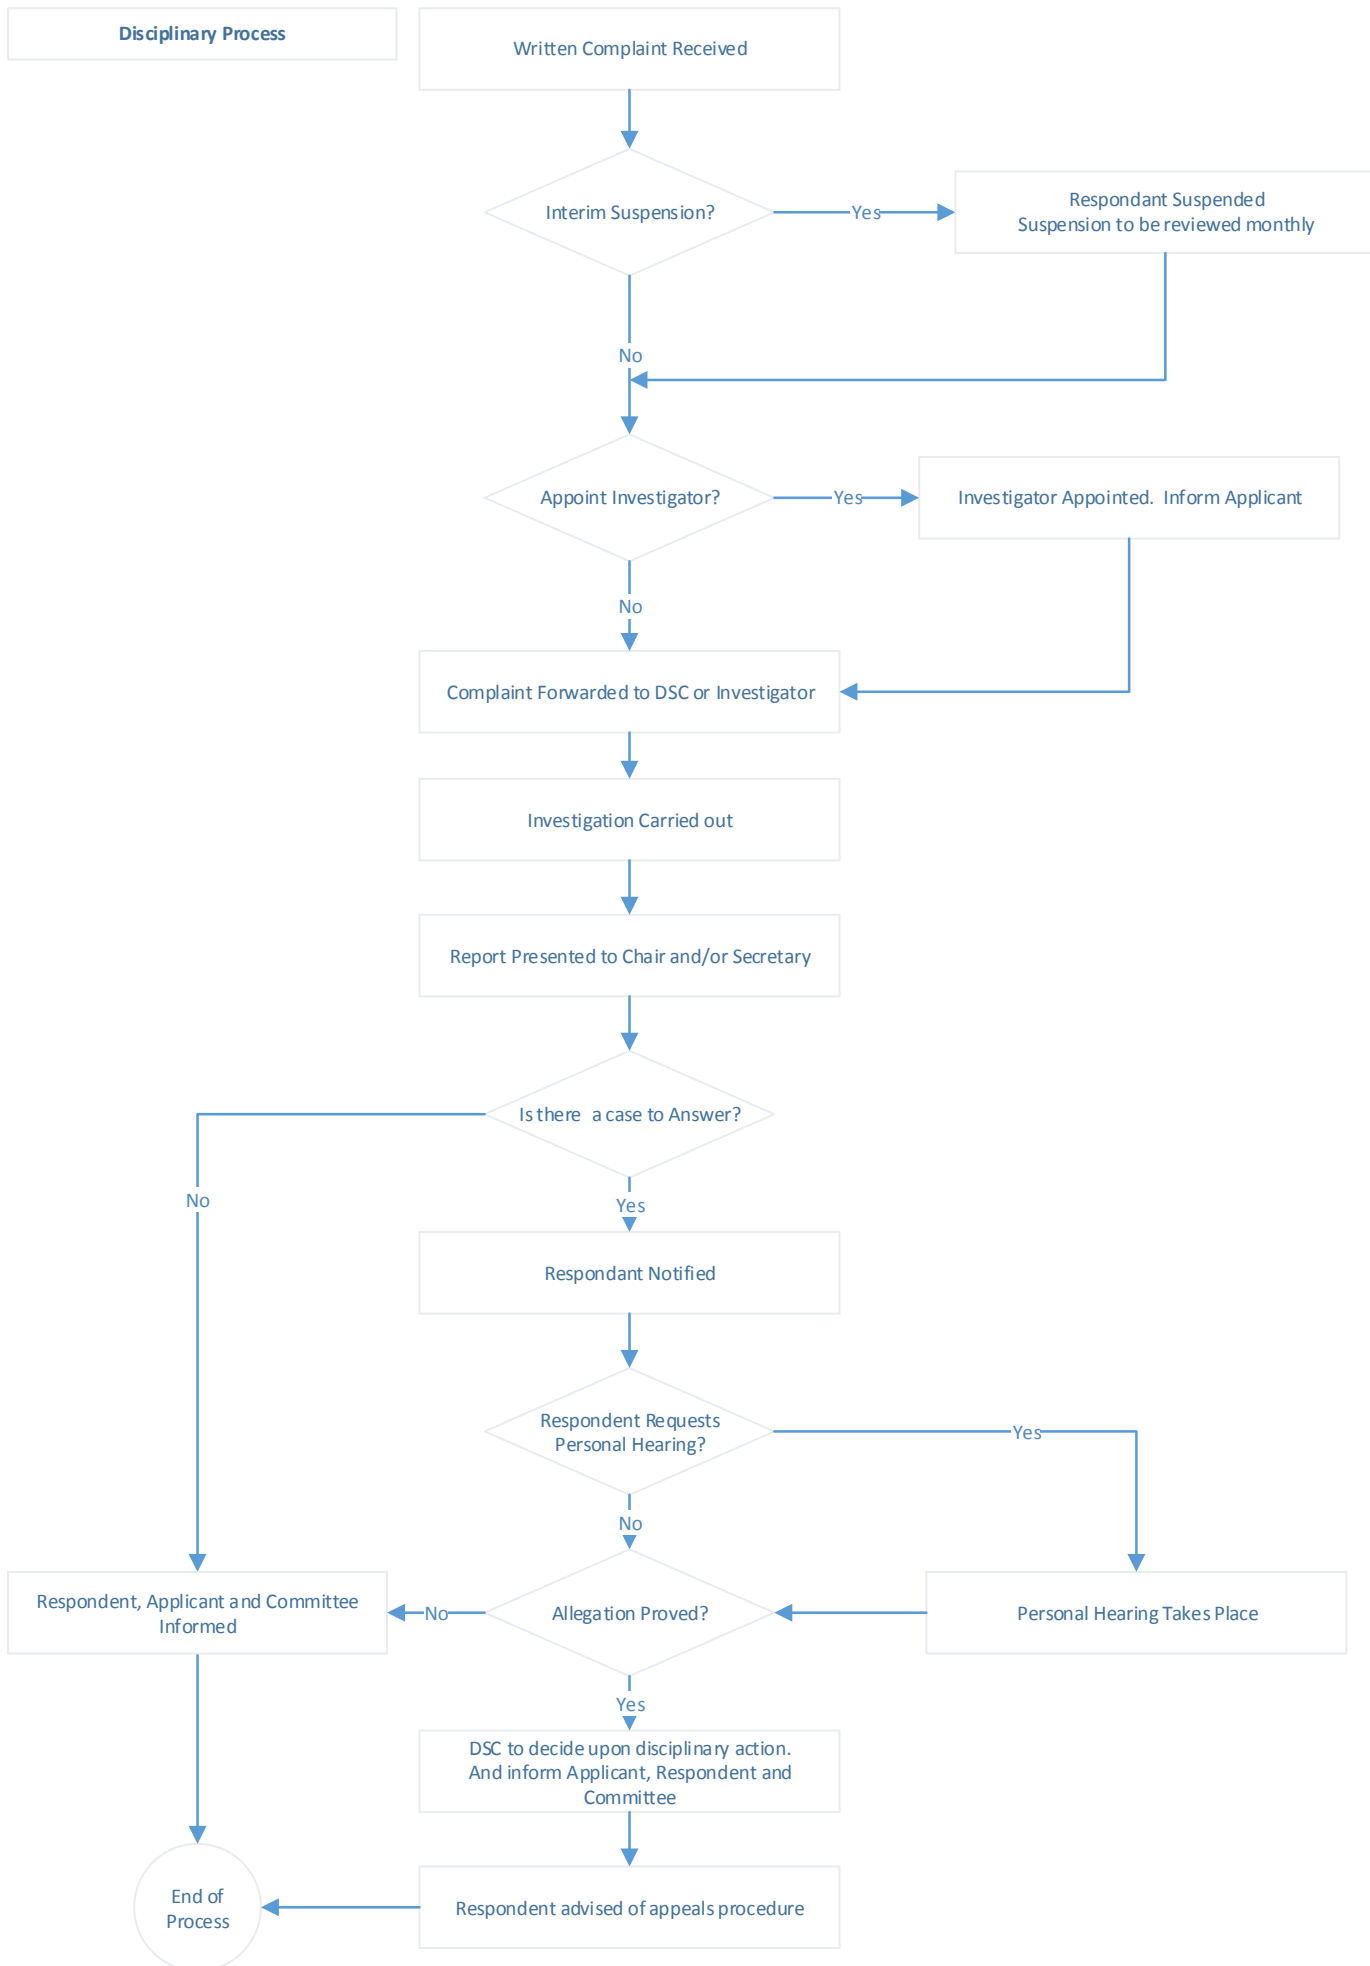 Disciplinary Process
Written Complaint Received
Interim Suspension?
Yes
Respondant Suspended
Suspension to be reviewed monthly
No
Appoint Investigator?
Yes
Investigator Appointed.  Inform Applicant
No
Complaint Forwarded to DSC or Investigator
Investigation Carried out
Report Presented to Chair and/or Secretary
Is there  a case to Answer?
No
Yes
Respondant Notified
Respondent Requests
Personal Hearing?
Yes
No
Respondent, Applicant and Committee
Informed
No
Allegation Proved?
Personal Hearing Takes Place
Yes
DSC to decide upon disciplinary action.
And inform Applicant, Respondent and
Committee
End of
Process
Respondent advised of appeals procedure